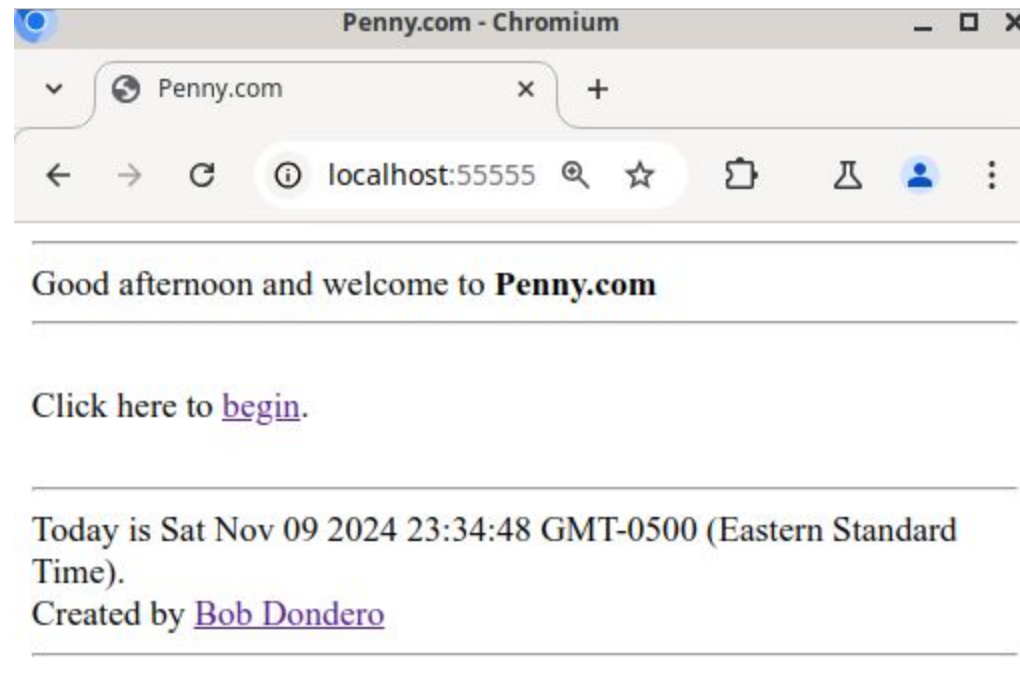 Penny.com - Chromium
Penny.com
localhost:55555
Good afternoon and welcome to Penny.com
Click here to begin.
Today is Sat Nov 09 2024 23:34:48 GMT-0500 (Eastern Standard
Time).
Created by Bob Dondero